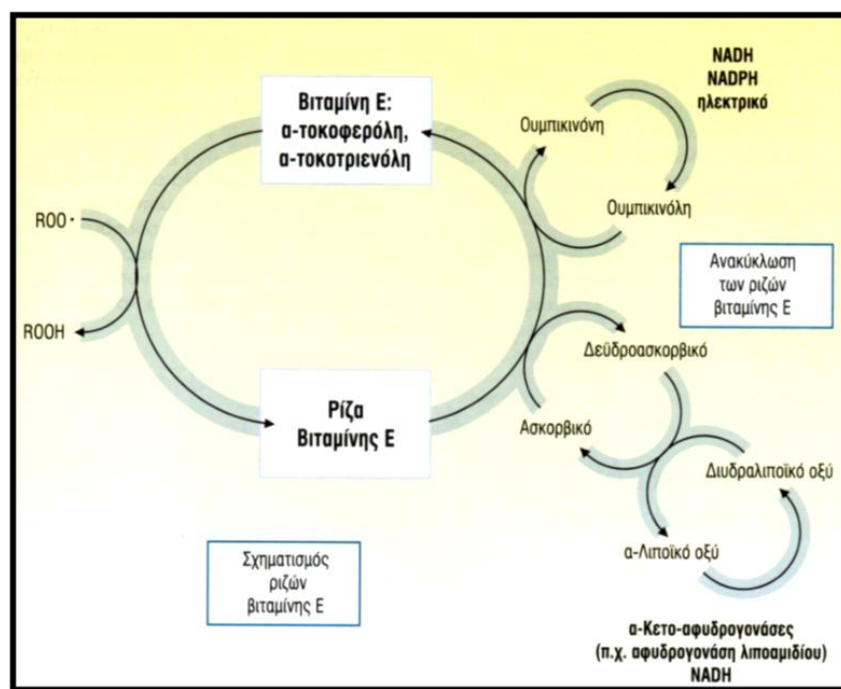 NADH
NADPH
ηλεκτρικό
Βιταμίνη Ε:
α-τοκοφερόλη,
α-τοκοτριενόλη
Ουμπικινόνη
Ουμπικινόλη
ROO ·
ROOH
Ανακύκλωση
των ριζών
βιταμίνης Ε
Δεϋδροασκορβικό
Ρίζα
Βιταμίνης Ε
Ασκορβικό
Διυδραλιποϊκό οξύ
α-Λιποϊκό οξύ
Σχηματισμός
ριζών
βιταμίνης Ε
α-Κετο-αφυδρογονάσες
(π.χ. αφυδρογονάση λιποαμιδίου)
NADH